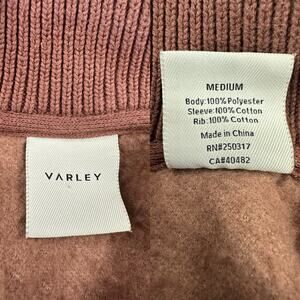 VARLEY
MEDIUM
Body:100% Polyester
Sleeve:100% Cotton
Rib:100% Cotton
Made in China
RN#250317
CA#40482